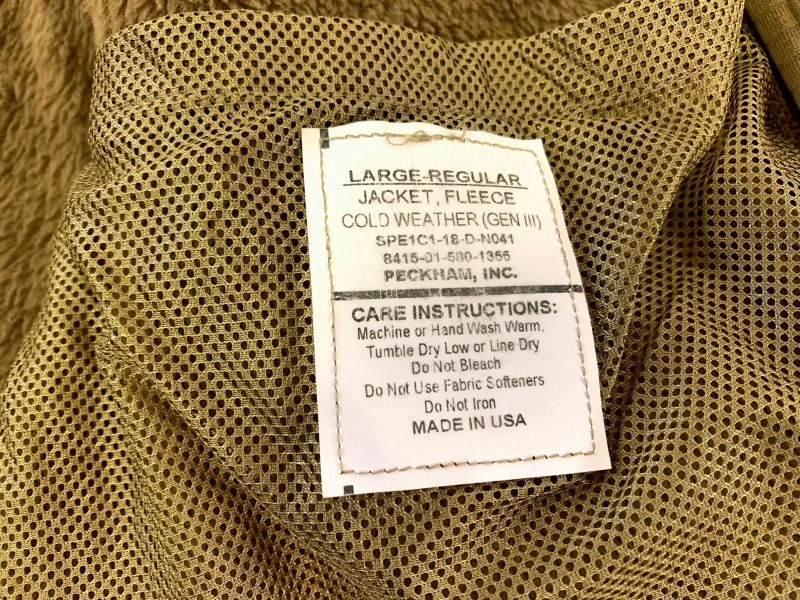 LARGE-REGULAR
JACKET, FLEECE
COLD WEATHER (GEN III)
SPE1C1-18-D-N041
8415-01-580-1366
PECKHAM, INC.
CARE INSTRUCTIONS:
Machine or Hand Wash Warm,
Tumble Dry Low or Line Dry
Do Not Bleach
Do Not Use Fabric Softeners
Do Not Iron
MADE IN USA